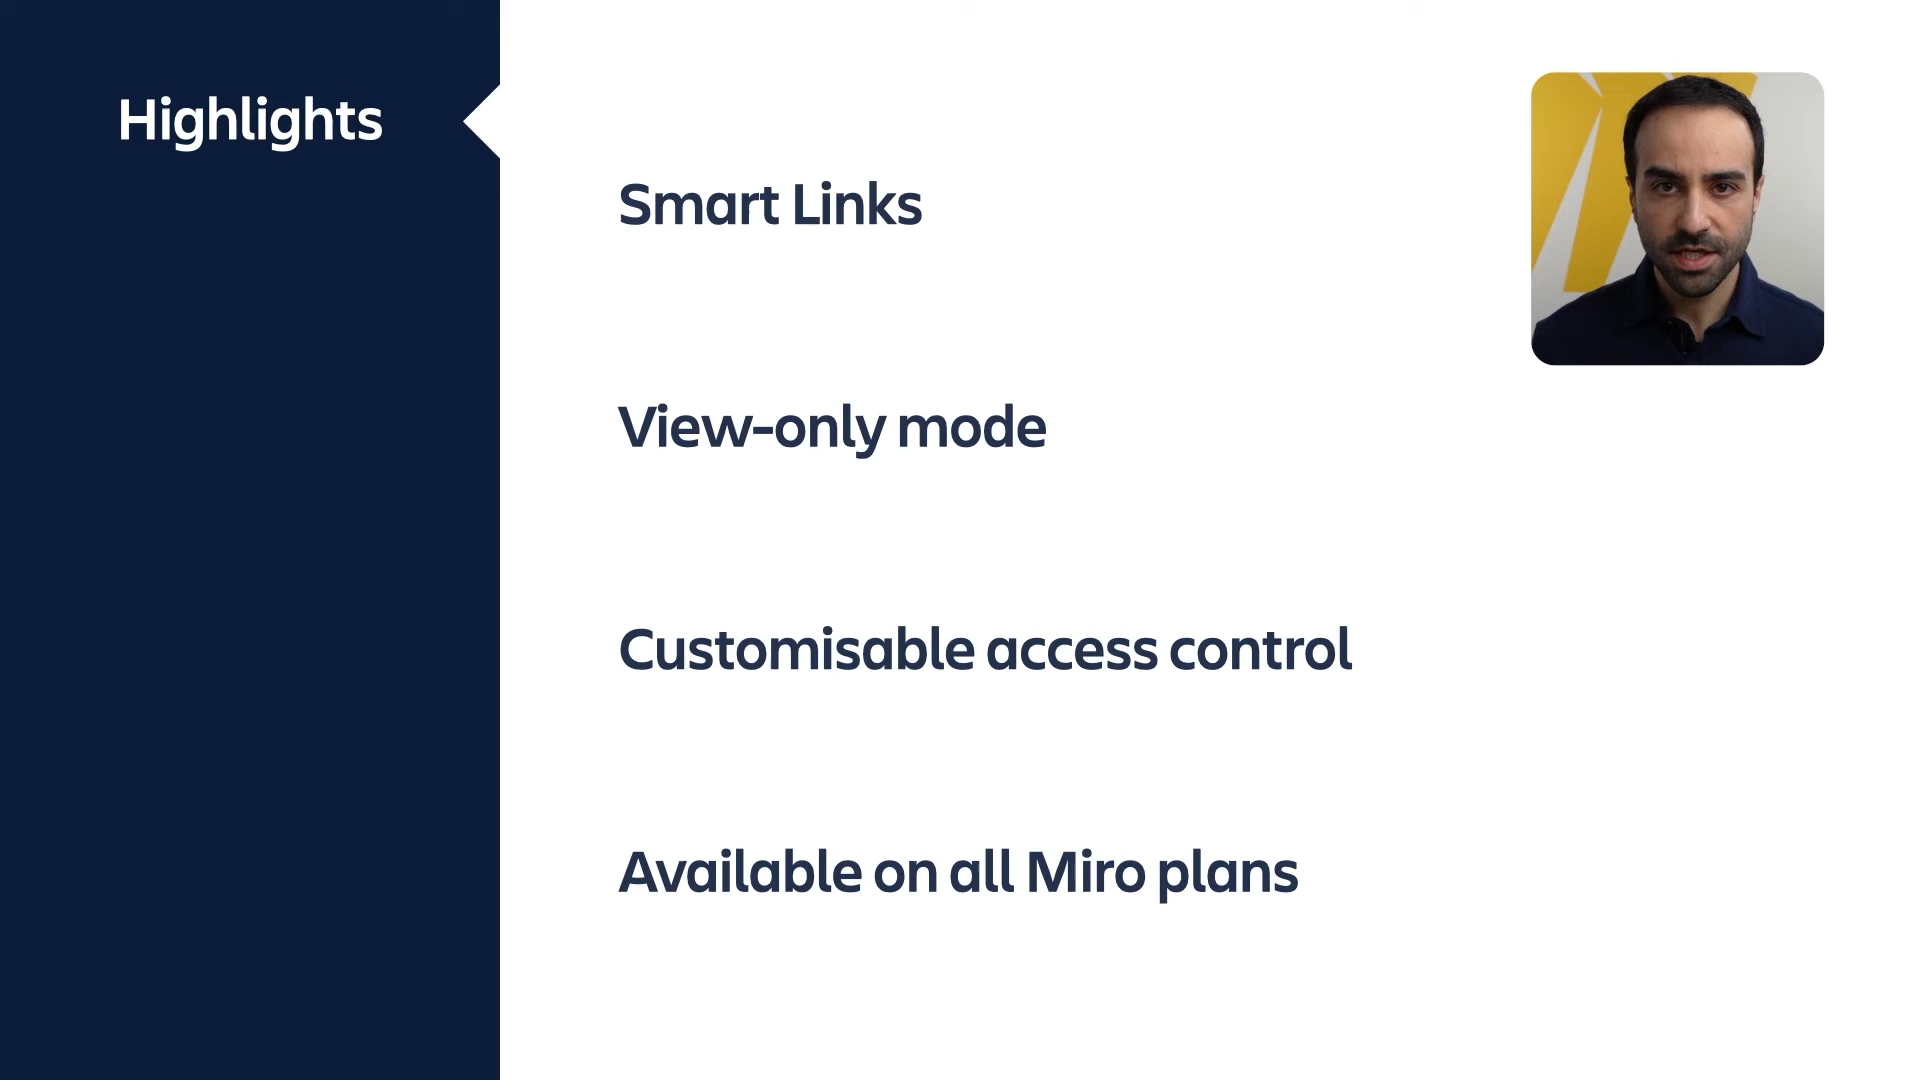 Highlights
Smart Links
View-only mode
Customisable access control
Available on all Miro plans